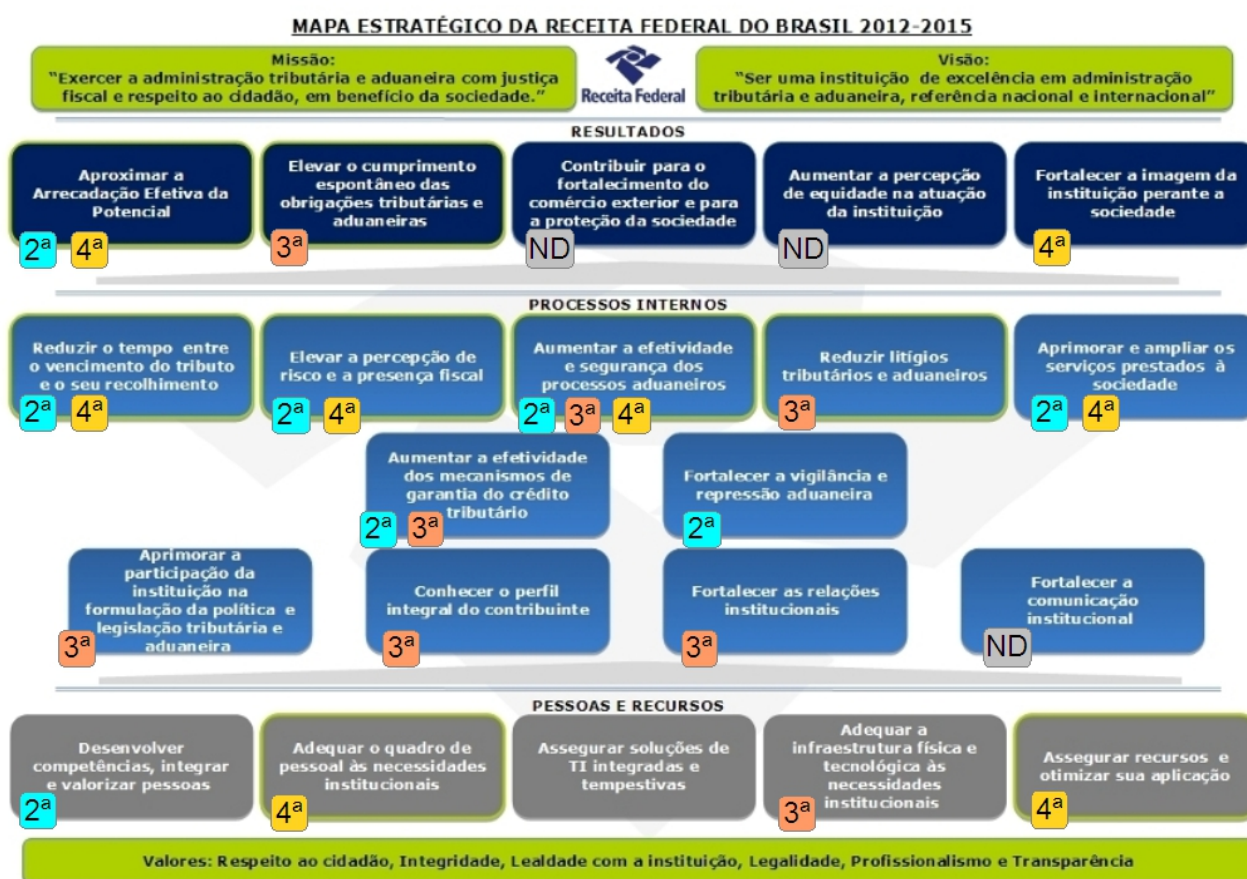 MAPA ESTRATÉGICO DA RECEITA FEDERAL DO BRASIL 2012-2015
Missão:
"Exercer a administração tributária e aduaneira com justiça
fiscal e respeito ao cidadão, em benefício da sociedade."
Receita Federal
Visão:
"Ser uma instituição de excelência em administração
tributária e aduaneira, referência nacional e internacional"
RESULTADOS
Aproximar a
Arrecadação Efetiva da
Potencial
2ª 4ª
Elevar o cumprimento
espontâneo das
obrigações tributárias e
aduaneiras
3ª
Contribuir para o
fortalecimento do
comércio exterior e para
a proteção da sociedade
ND
Aumentar a percepção
de equidade na atuação
da instituição
ND
Fortalecer a imagem da
instituição perante a
sociedade
4ª
PROCESSOS INTERNOS
Reduzir o tempo entre
o vencimento do tributo
e o seu recolhimento
2ª 4ª
Elevar a percepção de
risco e a presença fiscal
2ª 4ª
Aumentar a efetividade
e segurança dos
processos aduaneiros
2ª 3ª 4ª
Reduzir litígios
tributários e aduaneiros
3ª
Aprimorar e ampliar os
serviços prestados à
sociedade
2ª 4ª
Aumentar a efetividade
dos mecanismos de
garantia do crédito
tributário
2ª 3ª
Fortalecer a vigilância e
repressão aduaneira
2ª
Aprimorar a
participação da
instituição na
formulação da política e
legislação tributária e
aduaneira
3ª
Conhecer o perfil
integral do contribuinte
3ª
Fortalecer as relações
institucionais
3ª
Fortalecer a
comunicação
institucional
ND
PESSOAS E RECURSOS
Desenvolver
competências, integrar
e valorizar pessoas
2ª
Adequar o quadro de
pessoal às necessidades
institucionais
4ª
Assegurar soluções de
TI integradas e
tempestivas
Adequar a
infraestrutura física e
tecnológica às
necessidades
institucionais
3ª
Assegurar recursos e
otimizar sua aplicação
4ª
Valores: Respeito ao cidadão, Integridade, Lealdade com a instituição, Legalidade, Profissionalismo e Transparência